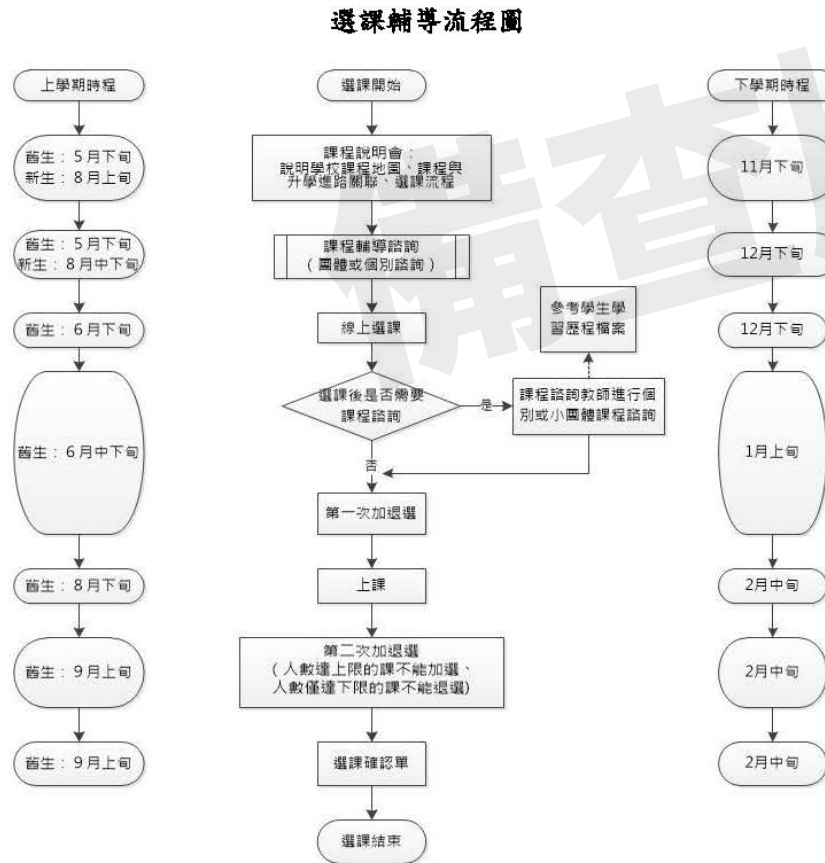 選課輔導流程圖
上學期時程
選課開始
下學期時程
舊生：5月下旬
新生：8月上旬
課程說明會：
說明學校課程地圖、課程與
升學進路關聯、選課流程
11月下旬
舊生：5月下旬
新生：8月中下旬
課程輔導諮詢
（團體或個別諮詢）
12月下旬
舊生：6月下旬
線上選課
參考學生學
習歷程檔案
12月下旬
舊生：6月中下旬
選課後是否需要
課程諮詢
是
課程諮詢教師進行個
別或小團體課程諮詢
1月上旬
否
第一次加退選
舊生：8月下旬
上課
2月中旬
舊生：9月上旬
第二次加退選
（人數達上限的課不能加選、
人數僅達下限的課不能退選)
2月中旬
舊生：9月上旬
選課確認單
2月中旬
選課結束
備查